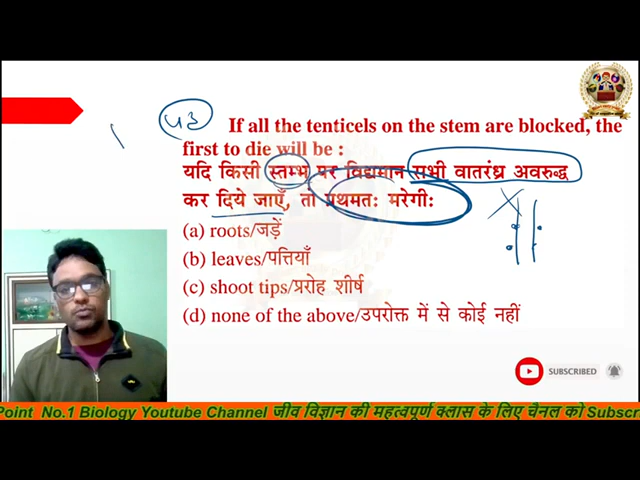 If all the tenticels on the stem are blocked, the
first to die will be :
यदि किसी स्तम्भ पर विद्यमान सभी वातरंध्र अवरुद्ध
कर दिये जाएँ, तो प्रथमतः मरेगीः
(a) roots/जड़ें
(b) leaves/पत्तियाँ
(c) shoot tips/प्ररोह शीर्ष
(d) none of the above/उपरोक्त में से कोई नहीं
SUBSCRIBED
Point No.1 Biology Youtube Channel जीव विज्ञान की महत्वपूर्ण क्लास के लिए चैनल को Subscr